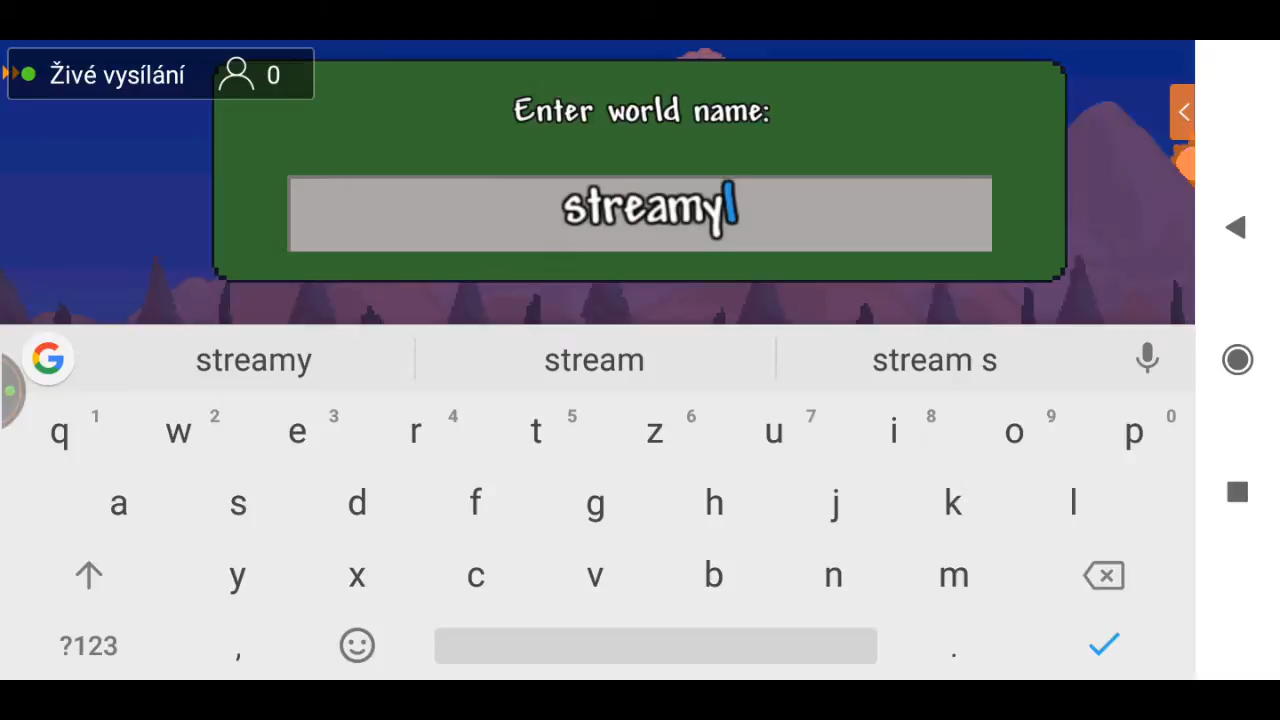 Živé vysílání 0
Enter world name:
streamy
streamy stream stream s
q 1 w 2 e 3 r 4 t 5 z 6 u 7 i 8 o 9 p 0
a s d f g h j k l
y x c v b n m
?123 , .